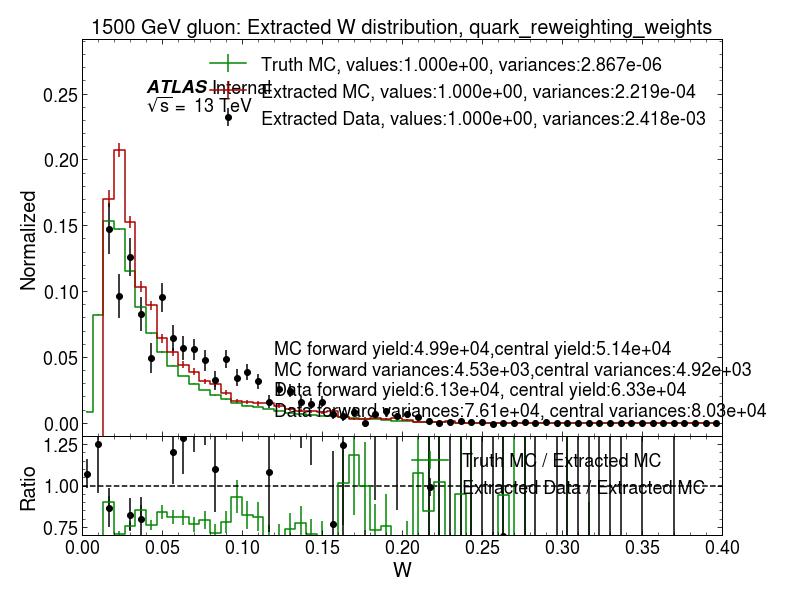 1500 GeV gluon: Extracted W distribution, quark_reweighting_weights
Truth MC, values:1.000e+00, variances:2.867e-06
ATLAS Internal
Extracted MC, values:1.000e+00, variances:2.219e-04
√s = 13 TeV
Extracted Data, values:1.000e+00, variances:2.418e-03
Normalized
0.25
0.20
0.15
0.10
0.05
0.00
MC forward yield:4.99e+04,central yield:5.14e+04
MC forward variances:4.53e+03,central variances:4.92e+03
Data forward yield:6.13e+04, central yield:6.33e+04
Data forward variances:7.61e+04, central variances:8.03e+04
Ratio
1.25
1.00
0.75
Truth MC / Extracted MC
Extracted Data / Extracted MC
0.00 0.05 0.10 0.15 0.20 0.25 0.30 0.35 0.40
W